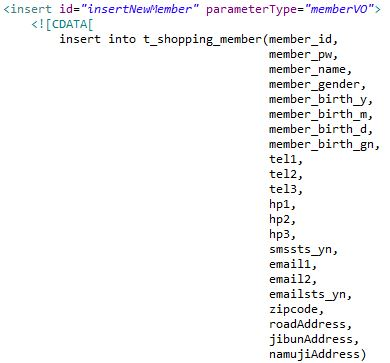 <insert id="insertNewMember" parameterType="memberVO">
<![CDATA[
insert into t_shopping_member(member_id,
member_pw,
member_name,
member_gender,
member_birth_y,
member_birth_m,
member_birth_d,
member_birth_gn,
tel1,
tel2,
tel3,
hp1,
hp2,
hp3,
smssts_yn,
email1,
email2,
emailsts_yn,
zipcode,
roadAddress,
jibunAddress,
namujiAddress)